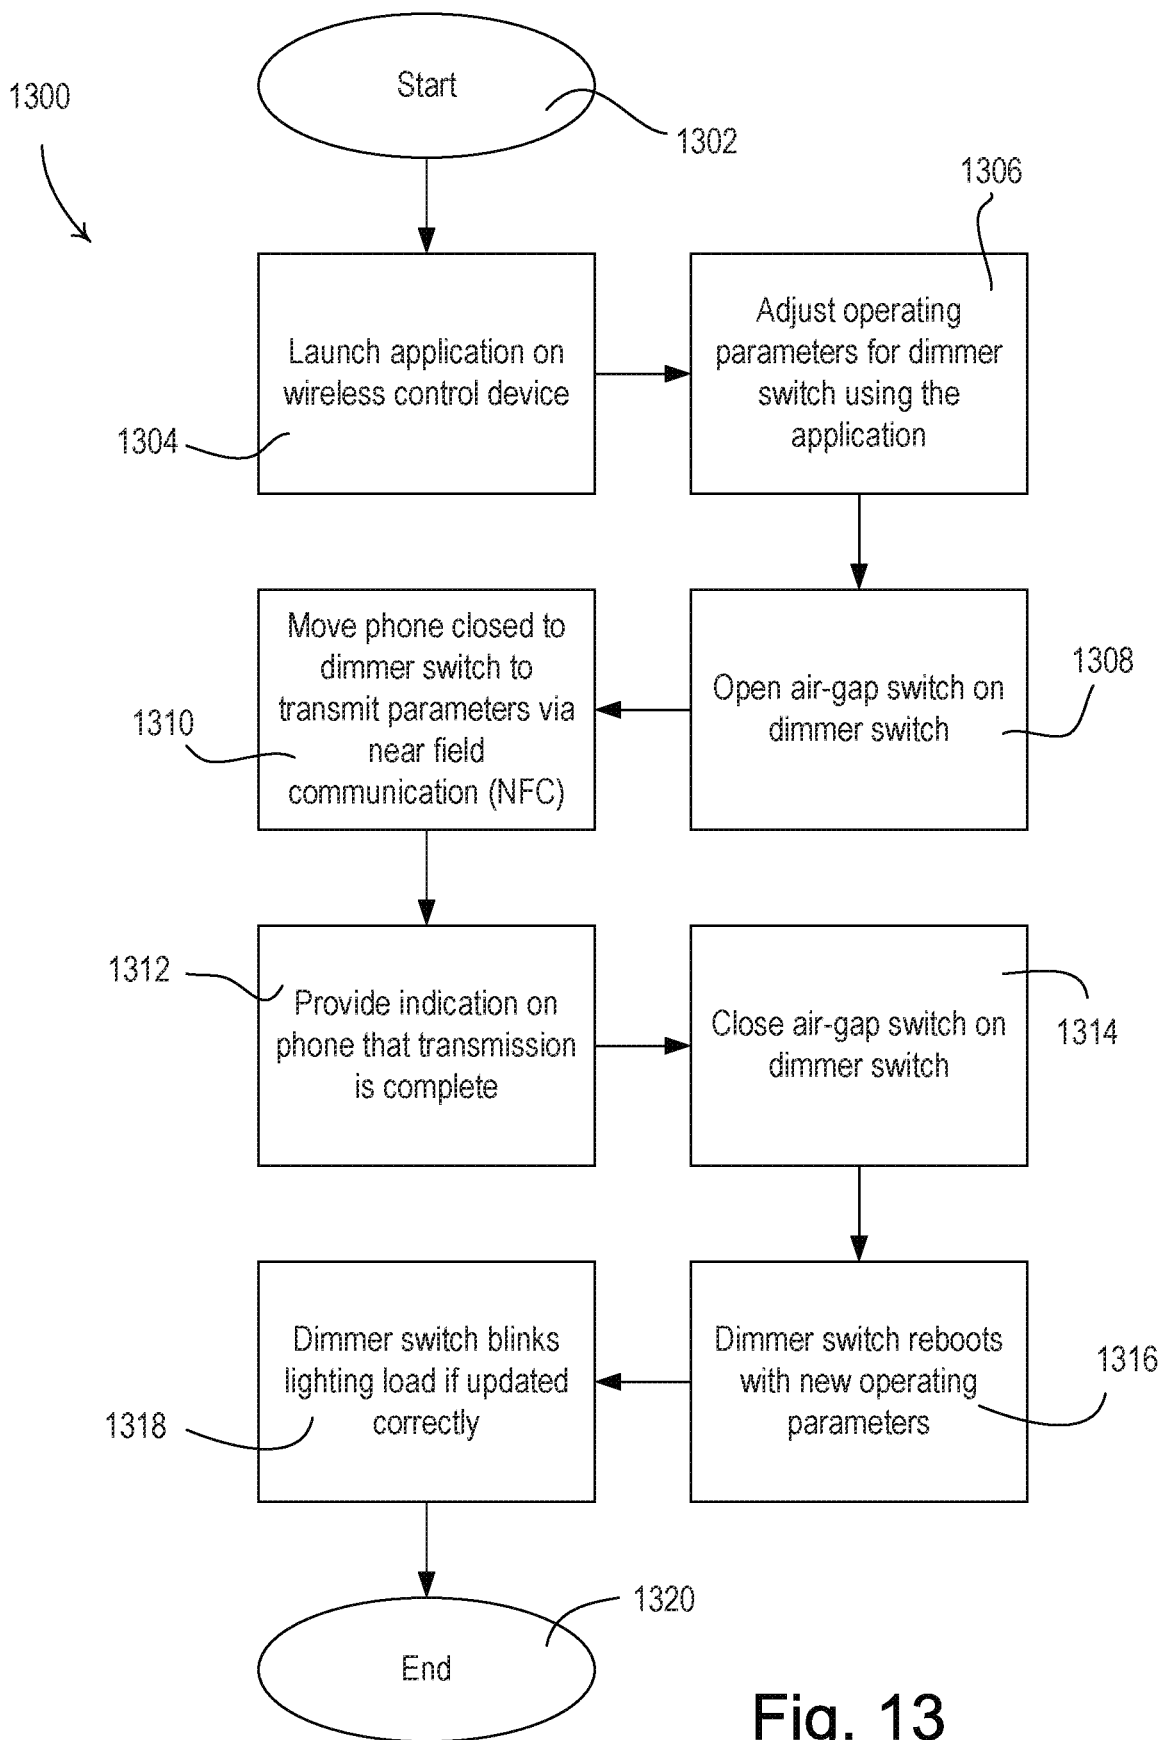 1300
Start
1302
1306
Launch application on
wireless control device
1304
Adjust operating
parameters for dimmer
switch using the
application
1308
Open air-gap switch on
dimmer switch
Move phone closed to
dimmer switch to
transmit parameters via
near field
communication (NFC)
1310
1312
Provide indication on
phone that transmission
is complete
Close air-gap switch on
dimmer switch
1314
Dimmer switch reboots
with new operating
parameters
1316
Dimmer switch blinks
lighting load if updated
correctly
1318
1320
End
Fig. 13